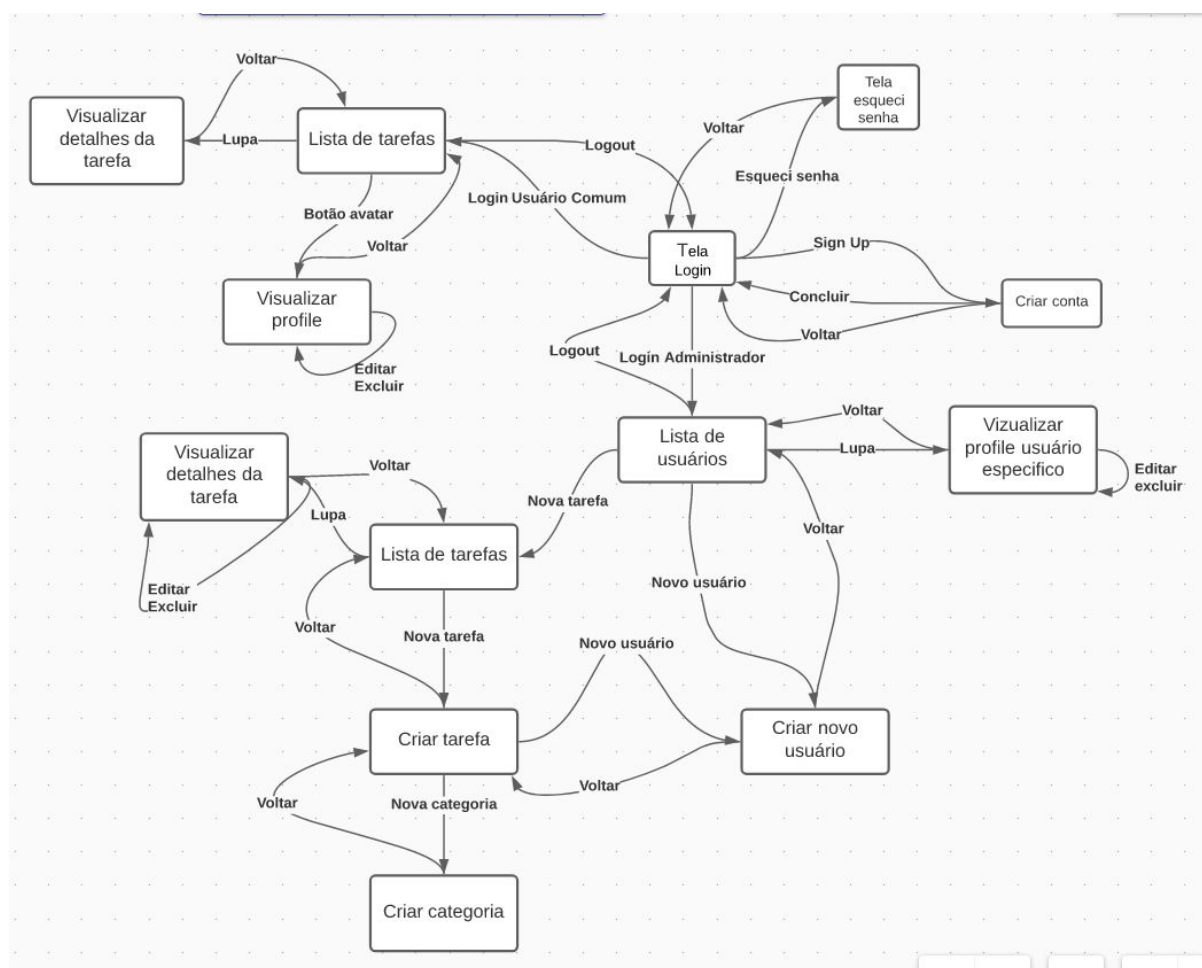 Voltar
Visualizar
detalhes da
tarefa
Lupa
Lista de tarefas
Logout
Voltar
Tela
esqueci
senha
Esqueci senha
Login Usuário Comum
Botão avatar
Voltar
Tela
Login
Sign Up
Concluir
Criar conta
Voltar
Visualizar
profile
Editar
Excluir
Logout
Login Administrador
Lista de
usuários
Voltar
Lupa
Vizualizar
profile usuário
especifico
Editar
excluir
Visualizar
detalhes da
tarefa
Voltar
Lupa
Nova tarefa
Voltar
Lista de tarefas
Editar
Excluir
Novo usuário
Voltar
Nova tarefa
Novo usuário
Criar tarefa
Criar novo
usuário
Voltar
Voltar
Nova categoria
Criar categoria